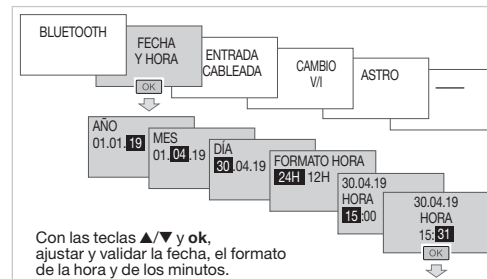 BLUETOOTH
FECHA
Y HORA
OK
ENTRADA
CABLEADA
CAMBIO
V/I
ASTRO
AÑO
01.01.19
MES
01.04.19
DÍA
30.04.19
FORMATO HORA
24H 12H
30.04.19
HORA
15:00
30.04.19
HORA
15:31
OK
Con las teclas ▲/▼ y ok,
ajustar y validar la fecha, el formato
de la hora y de los minutos.